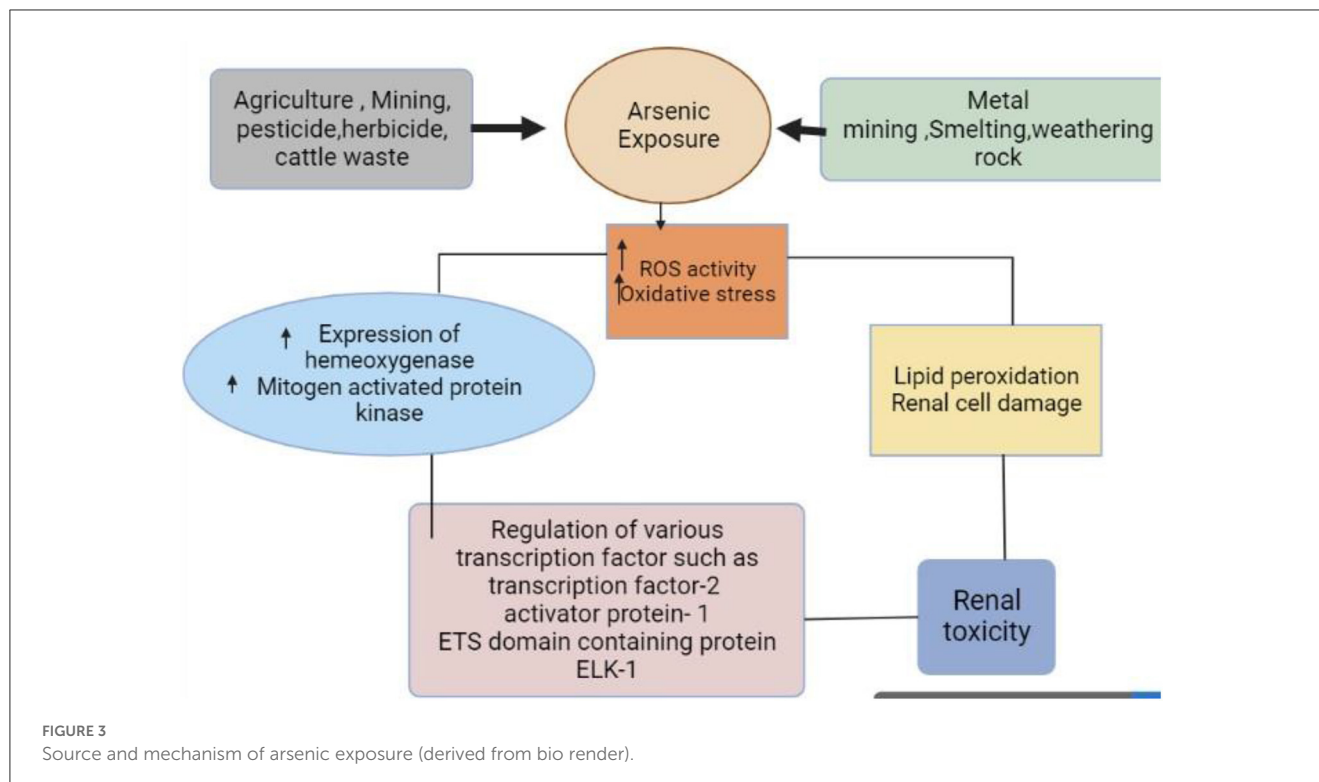 Agriculture , Mining,
pesticide,herbicide,
cattle waste
Arsenic
Exposure
Metal
mining ,Smelting,weathering
rock
ROS activity
Oxidative stress
Expression of
hemeoxygenase
Mitogen activated protein
kinase
Lipid peroxidation
Renal cell damage
Regulation of various
transcription factor such as
transcription factor-2
activator protein- 1
ETS domain containing protein
ELK-1
Renal
toxicity
FIGURE 3
Source and mechanism of arsenic exposure (derived from bio render).